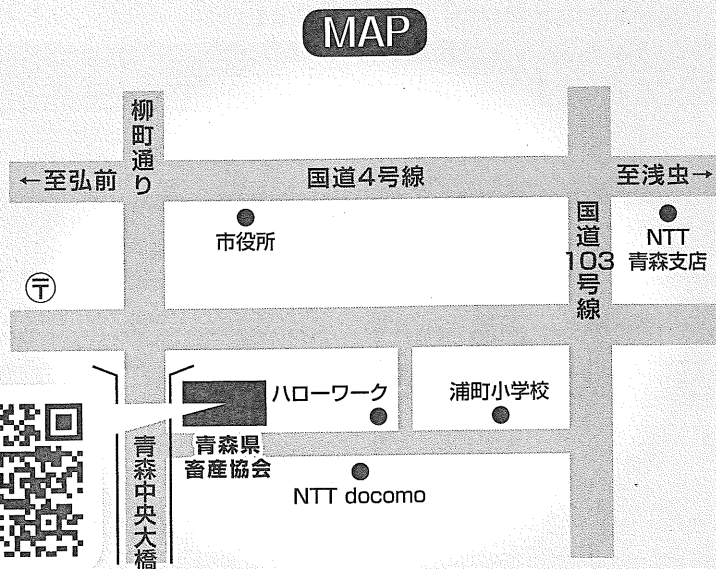 MAP
柳町通り
←至弘前
国道4号線
至浅虫→
市役所
国道103号線
NTT
青森支店
〒
ハローワーク
浦町小学校
青森県
畜産協会
青森中央大橋
NTT docomo